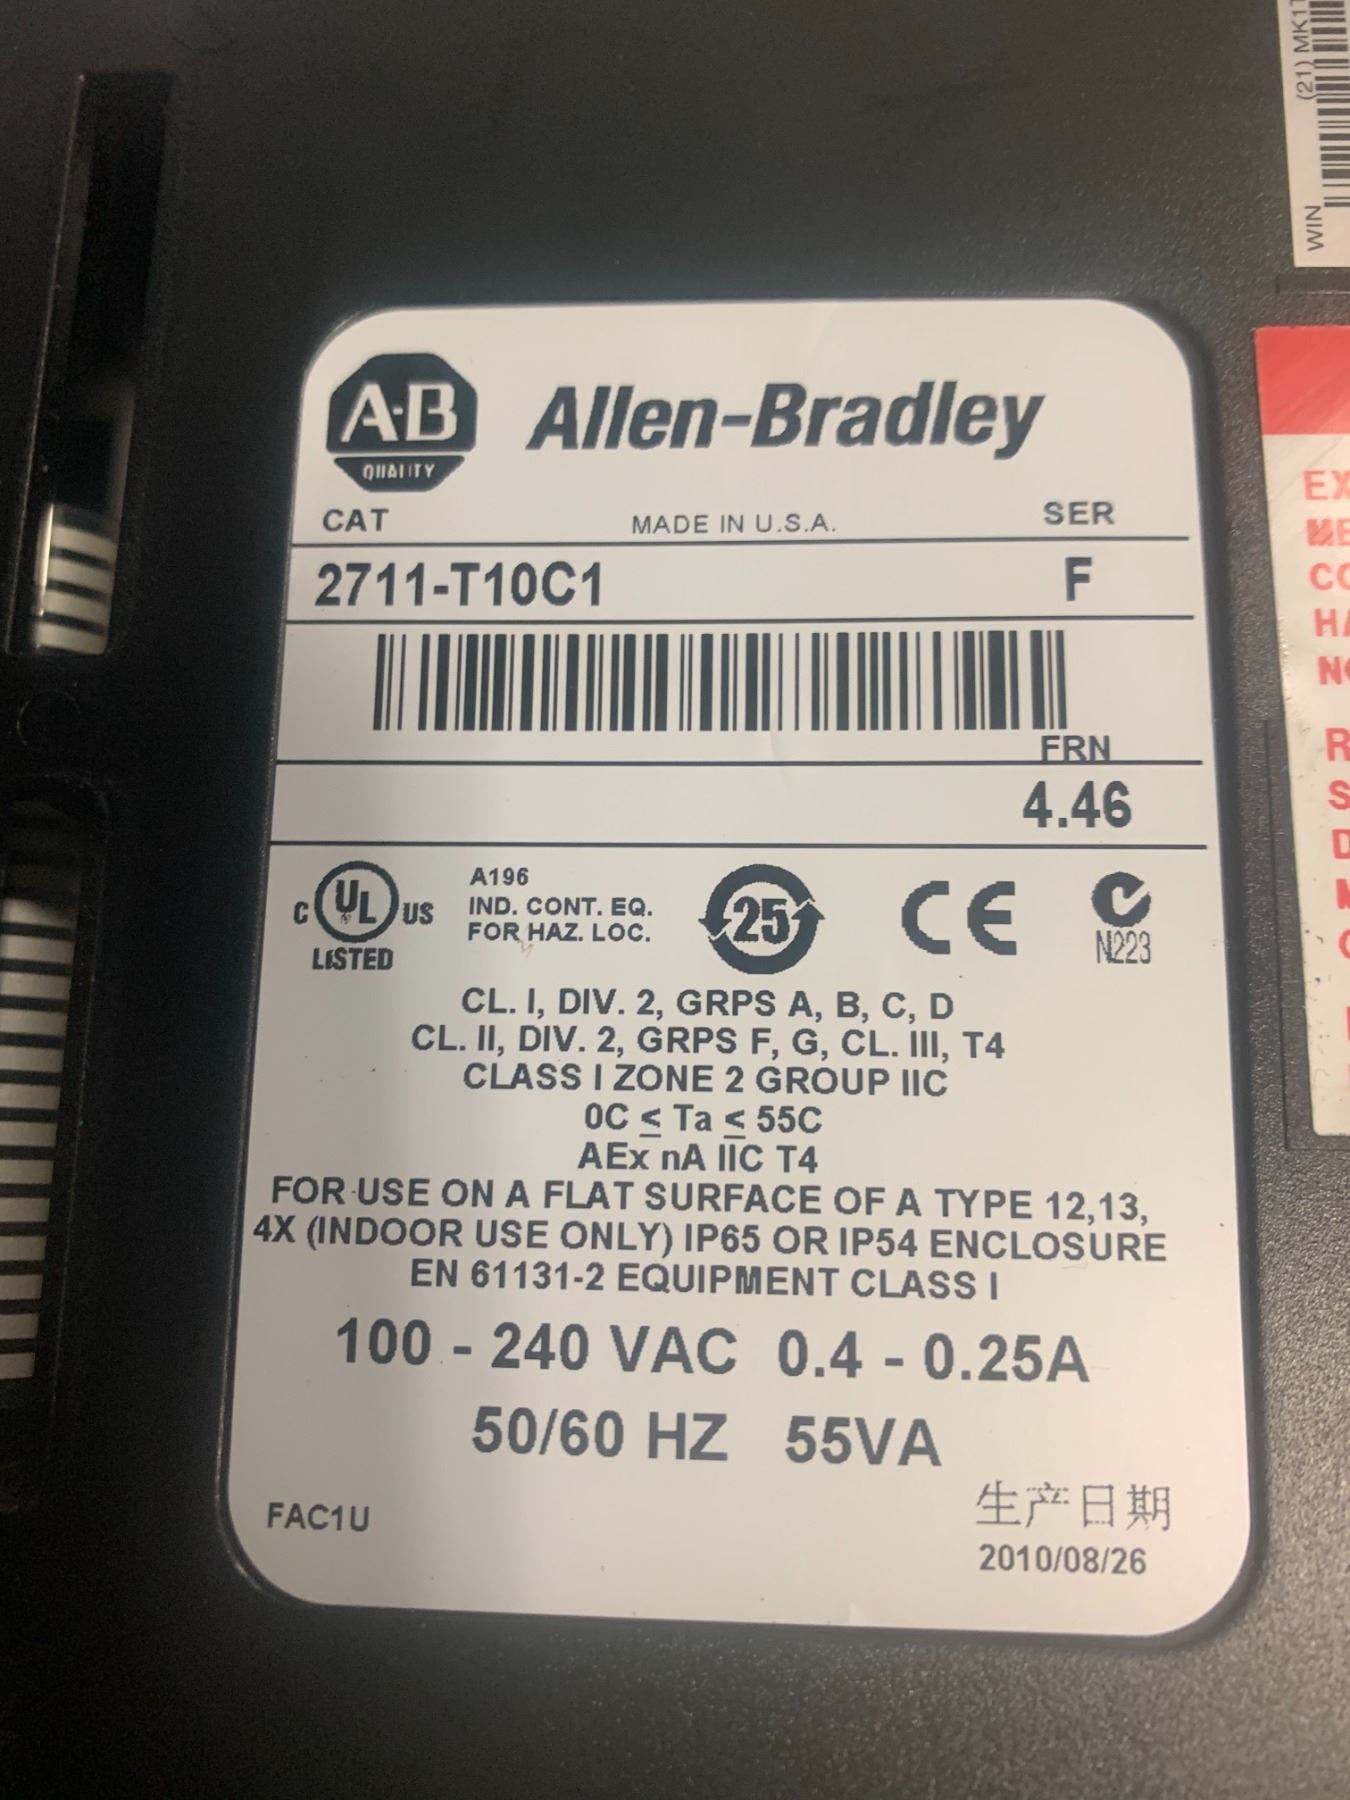 A-B
QUALITY
Allen-Bradley
CAT MADE IN U.S.A. SER
2711-T10C1 F
FRN
4.46
C UL US
LISTED
A196
IND. CONT. EQ.
FOR HAZ. LOC.
25
CE
N223
CL. I, DIV. 2, GRPS A, B, C, D
CL. II, DIV. 2, GRPS F, G, CL. III, T4
CLASS I ZONE 2 GROUP IIC
0C ≤ Ta ≤ 55C
AEx nA IIC T4
FOR USE ON A FLAT SURFACE OF A TYPE 12,13,
4X (INDOOR USE ONLY) IP65 OR IP54 ENCLOSURE
EN 61131-2 EQUIPMENT CLASS I
100 - 240 VAC 0.4 - 0.25A
50/60 HZ 55VA
FAC1U
生产日期
2010/08/26
WIN
(21) MK1